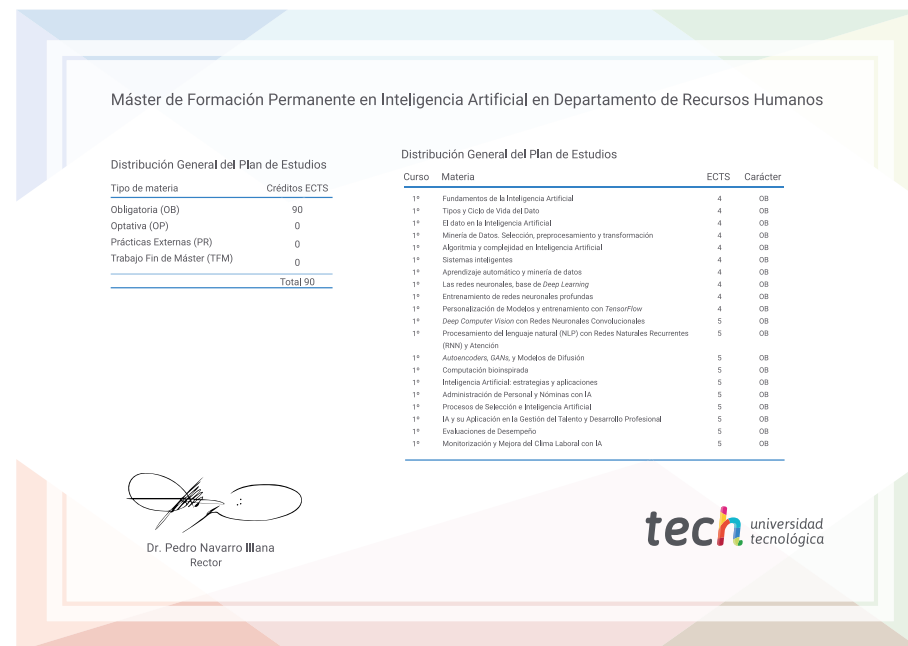 Máster de Formación Permanente en Inteligencia Artificial en Departamento de Recursos Humanos
Distribución General del Plan de Estudios
Tipo de materia Créditos ECTS
Obligatoria (OB) 90
Optativa (OP) 0
Prácticas Externas (PR) 0
Trabajo Fin de Máster (TFM) 0
Total 90
Distribución General del Plan de Estudios
Curso Materia ECTS Carácter
1º Fundamentos de la Inteligencia Artificial 4 OB
1º Tipos y Ciclo de Vida del Dato 4 OB
1º El dato en la Inteligencia Artificial 4 OB
1º Minería de Datos. Selección, preprocesamiento y transformación 4 OB
1º Algoritmia y complejidad en Inteligencia Artificial 4 OB
1º Sistemas inteligentes 4 OB
1º Aprendizaje automático y minería de datos 4 OB
1º Las redes neuronales, base de Deep Learning 4 OB
1º Entrenamiento de redes neuronales profundas 4 OB
1º Personalización de Modelos y entrenamiento con TensorFlow 4 OB
1º Deep Computer Vision con Redes Neuronales Convolucionales 5 OB
1º Procesamiento del lenguaje natural (NLP) con Redes Naturales Recurrentes 5 OB
(RNN) y Atención
1º Autoencoders, GANs, y Modelos de Difusión 5 OB
1º Computación bioinspirada 5 OB
1º Inteligencia Artificial: estrategias y aplicaciones 5 OB
1º Administración de Personal y Nóminas con IA 5 OB
1º Procesos de Selección e Inteligencia Artificial 5 OB
1º IA y su Aplicación en la Gestión del Talento y Desarrollo Profesional 5 OB
1º Evaluaciones de Desempeño 5 OB
1º Monitorización y Mejora del Clima Laboral con IA 5 OB
Dr. Pedro Navarro Illana
Rector
tech universidad
tecnológica